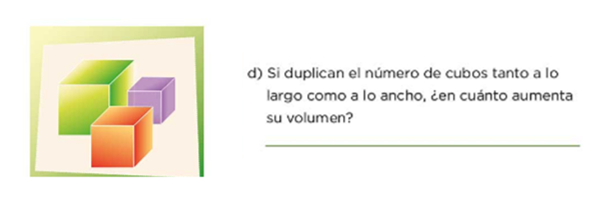 d) Si duplican el número de cubos tanto a lo
largo como a lo ancho, ¿en cuánto aumenta
su volumen?